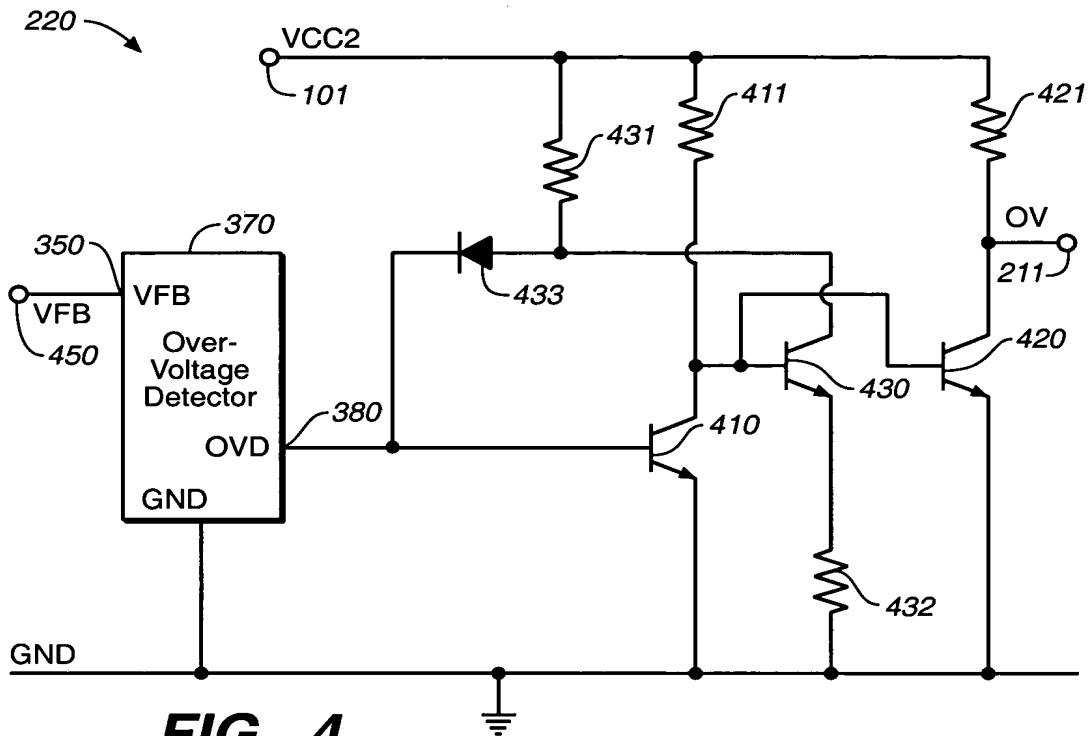 220
VCC2
101
411
421
431
OV
211
370
350
VFB
VFB
450
433
Over-
Voltage
Detector
380
OVD
430
420
410
GND
432
GND
FIG._4